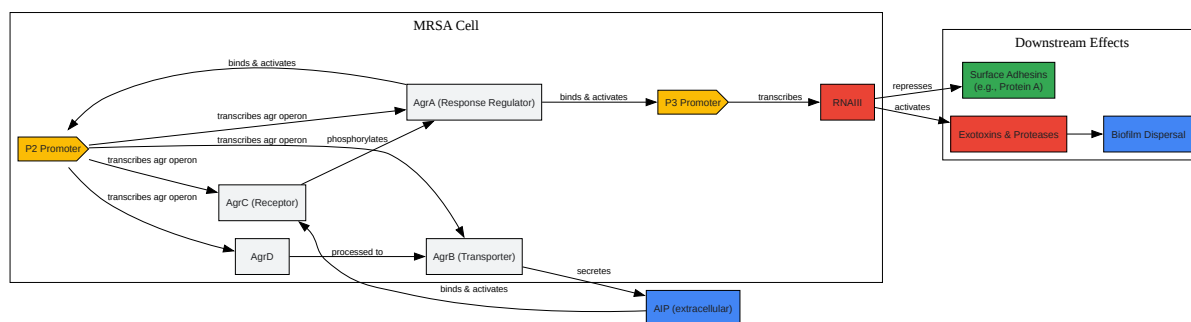 MRSA Cell
Downstream Effects
binds & activates
Surface Adhesins
(e.g., Protein A)
represses
AgrA (Response Regulator)
binds & activates
P3 Promoter
transcribes
RNAIII
activates
transcribes agr operon
Exotoxins & Proteases
Biofilm Dispersal
transcribes agr operon
phosphorylates
P2 Promoter
transcribes agr operon
transcribes agr operon
AgrC (Receptor)
AgrD
processed to
AgrB (Transporter)
secretes
binds & activates
AIP (extracellular)